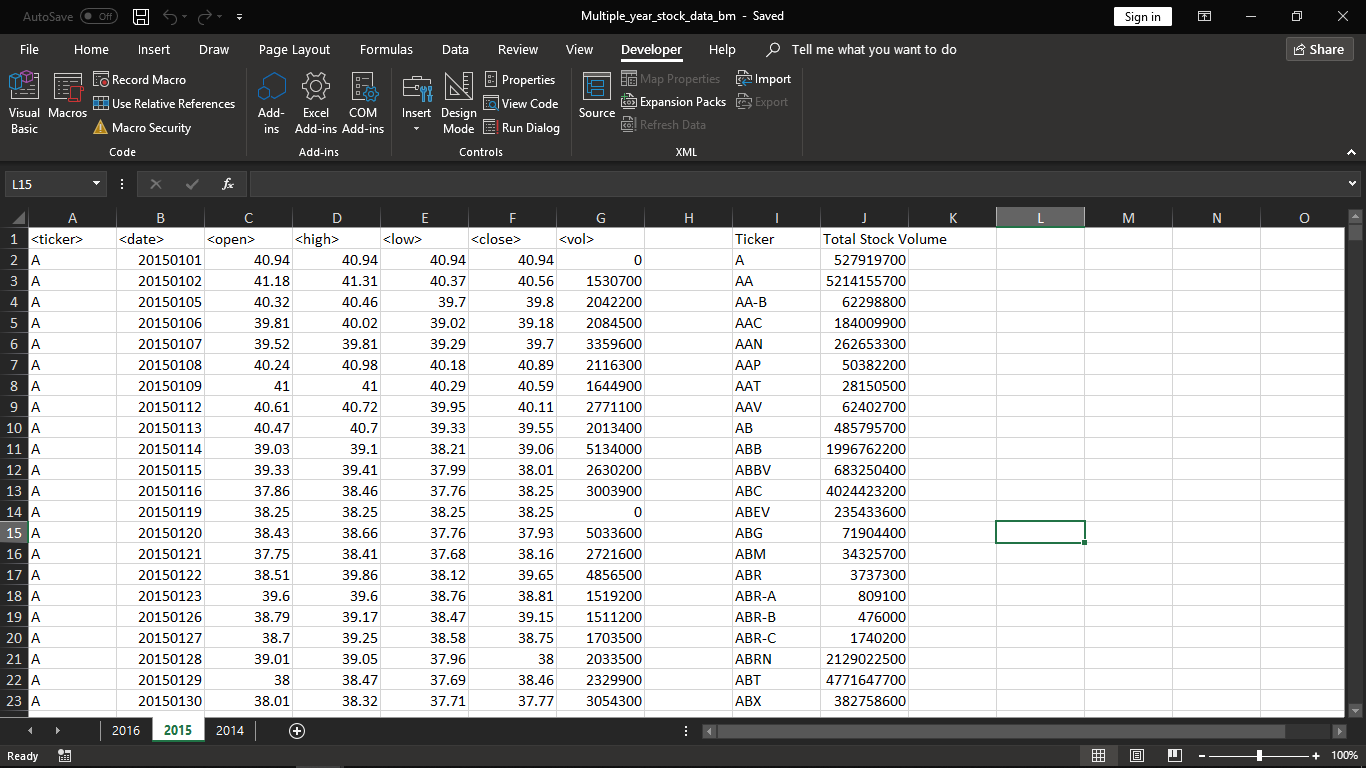 AutoSave Off Multiple_year_stock_data_bm - Saved Sign in
File Home Insert Draw Page Layout Formulas Data Review View Developer Help Tell me what you want to do Share
Visual Basic
Macros
Record Macro
Use Relative References
Macro Security
Code
Add-ins
Excel Add-ins
COM Add-ins
Add-ins
Insert
Design Mode
Properties
View Code
Run Dialog
Controls
Source
Map Properties
Expansion Packs
Refresh Data
Import
Export
XML
L15 fx
A B C D E F G H I J K L M N O
1 <ticker> <date> <open> <high> <low> <close> <vol> Ticker Total Stock Volume
2 A 20150101 40.94 40.94 40.94 40.94 0 A 527919700
3 A 20150102 41.18 41.31 40.37 40.56 1530700 AA 5214155700
4 A 20150105 40.32 40.46 39.7 39.8 2042200 AA-B 62298800
5 A 20150106 39.81 40.02 39.02 39.18 2084500 AAC 184009900
6 A 20150107 39.52 39.81 39.29 39.7 3359600 AAN 262653300
7 A 20150108 40.24 40.98 40.18 40.89 2116300 AAP 50382200
8 A 20150109 41 41 40.29 40.59 1644900 AAT 28150500
9 A 20150112 40.61 40.72 39.95 40.11 2771100 AAV 62402700
10 A 20150113 40.47 40.7 39.33 39.55 2013400 AB 485795700
11 A 20150114 39.03 39.1 38.21 39.06 5134000 ABB 1996762200
12 A 20150115 39.33 39.41 37.99 38.01 2630200 ABBV 683250400
13 A 20150116 37.86 38.46 37.76 38.25 3003900 ABC 4024423200
14 A 20150119 38.25 38.25 38.25 38.25 0 ABEV 235433600
15 A 20150120 38.43 38.66 37.76 37.93 5033600 ABG 71904400
16 A 20150121 37.75 38.41 37.68 38.16 2721600 ABM 34325700
17 A 20150122 38.51 39.86 38.12 39.65 4856500 ABR 3737300
18 A 20150123 39.6 39.6 38.76 38.81 1519200 ABR-A 809100
19 A 20150126 38.79 39.17 38.47 39.15 1511200 ABR-B 476000
20 A 20150127 38.7 39.25 38.58 38.75 1703500 ABR-C 1740200
21 A 20150128 39.01 39.05 37.96 38 2033500 ABRN 2129022500
22 A 20150129 38 38.47 37.69 38.46 2329900 ABT 4771647700
23 A 20150130 38.01 38.32 37.71 37.77 3054300 ABX 382758600
2016 2015 2014
Ready 100%